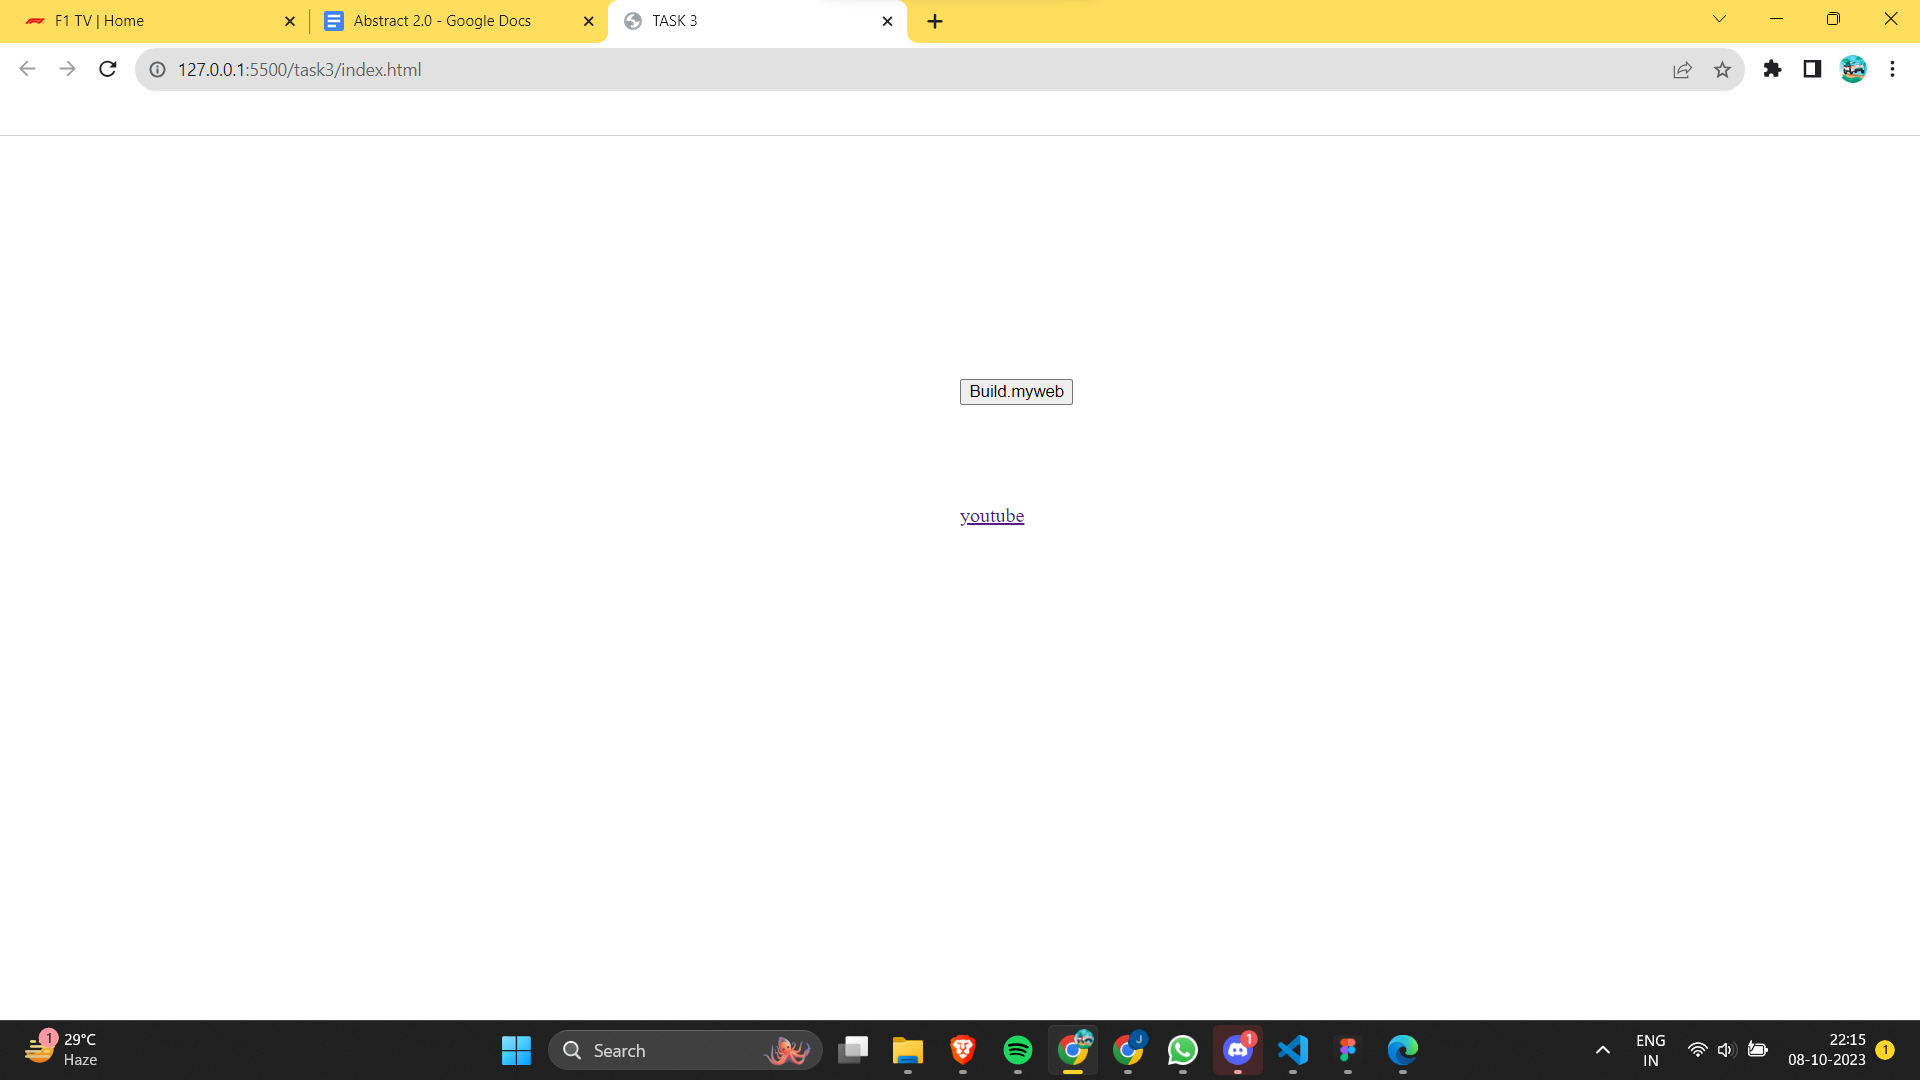 F1 TV | Home
Abstract 2.0 - Google Docs
TASK 3
127.0.0.1:5500/task3/index.html
Build.myweb
youtube
1
29°C
Haze
Search
J
1
ENG
IN
22:15
08-10-2023
1